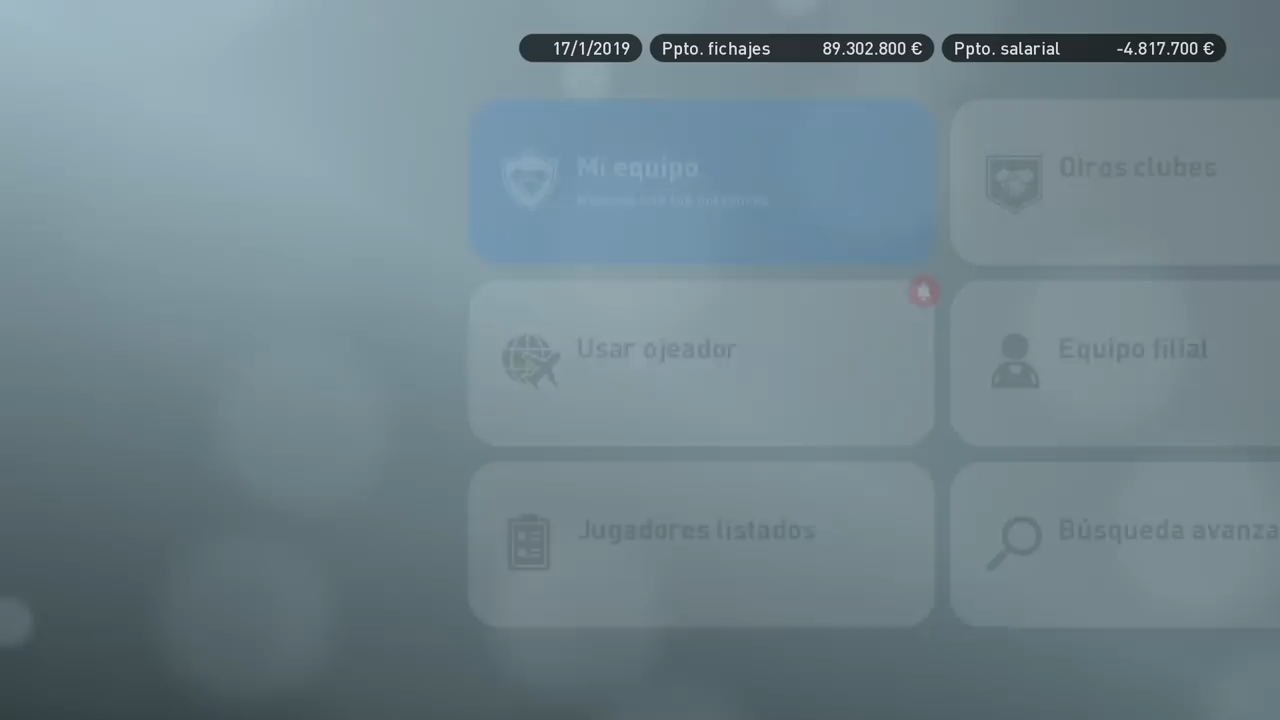 17/1/2019
Ppto. fichajes 89.302.800 €
Ppto. salarial -4.817.700 €
Mi equipo
Otros clubes
Usar ojeador
Equipo filial
Jugadores listados
Búsqueda avanza